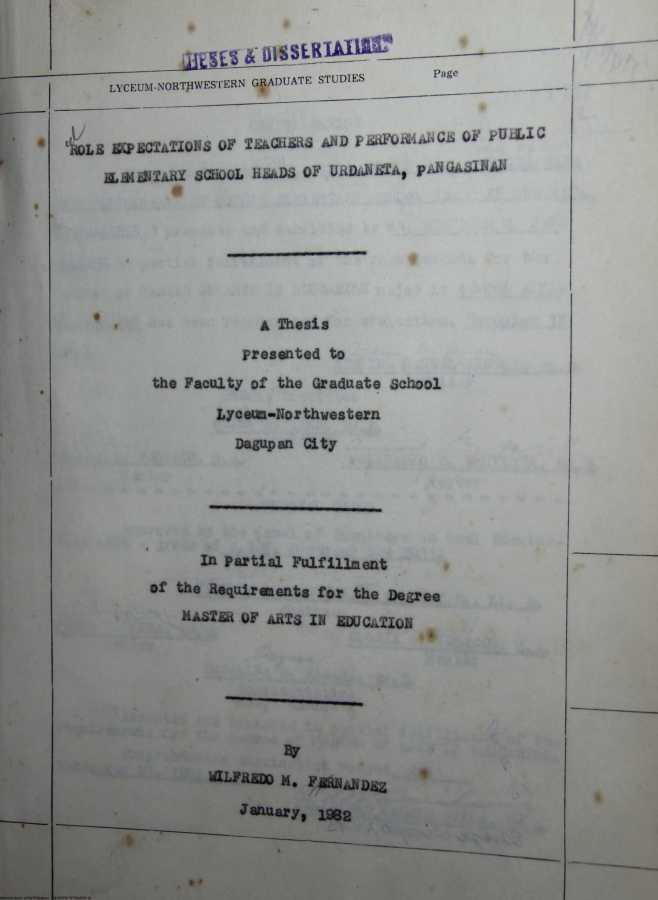 THESES & DISSERTATIONS
LYCEUM-NORTHWESTERN GRADUATE STUDIES Page
ROLE EXPECTATIONS OF TEACHERS AND PERFORMANCE OF PUBLIC
ELEMENTARY SCHOOL HEADS OF URDANETA, PANGASINAN
A Thesis
Presented to
the Faculty of the Graduate School
Lyceum-Northwestern
Dagupan City
In Partial Fulfillment
of the Requirements for the Degree
MASTER OF ARTS IN EDUCATION
By
WILFREDO M. FERNANDEZ
January, 1982